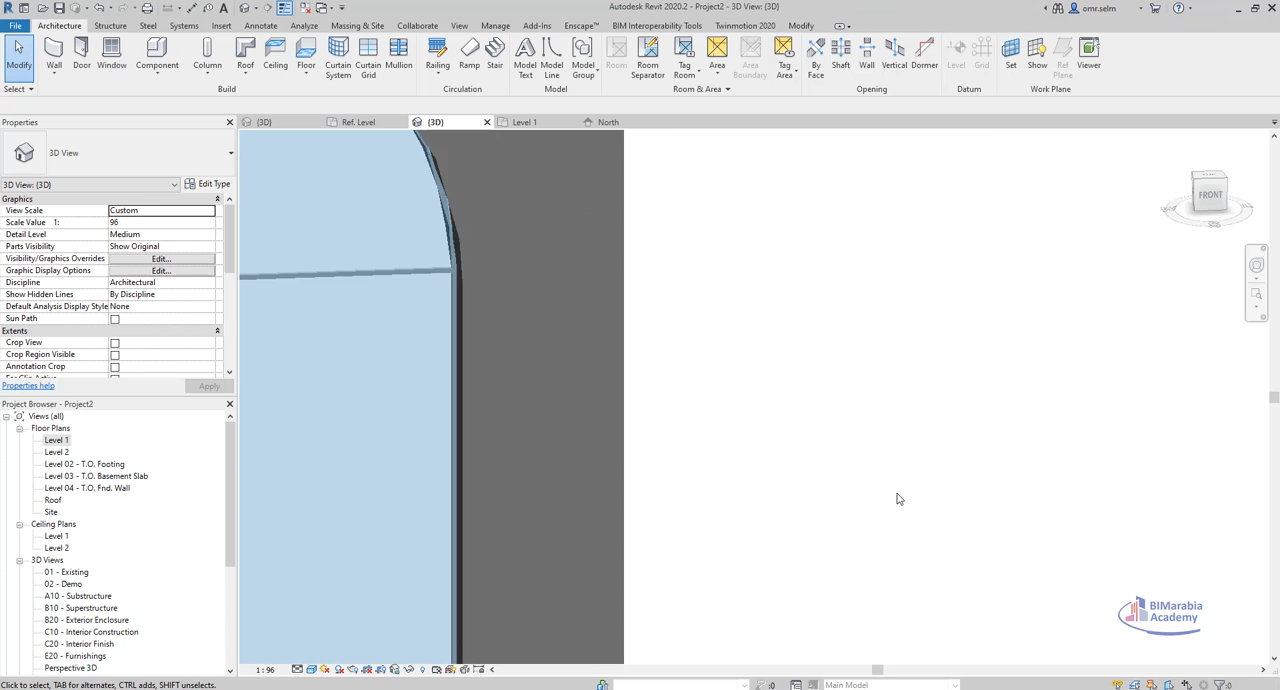 Autodesk Revit 2020.2 - Project2 - 3D View: {3D}
omr.selm
File Architecture Structure Steel Systems Insert Annotate Analyze Massing & Site Collaborate View Manage Add-Ins Enscape™ BIM Interoperability Tools Twinmotion 2020 Modify
Modify Wall Door Window Component Column Roof Ceiling Floor Curtain System Curtain Grid Mullion Railing Ramp Stair Model Text Model Line Model Group Room Room Separator Tag Room Area Area Boundary Tag Area By Face Shaft Wall Vertical Dormer Level Grid Set Show Ref Plane Viewer
Select Build Circulation Model Room & Area Opening Datum Work Plane
Properties
{3D} Ref. Level {3D} Level 1 North
3D View
3D View: {3D} Edit Type
Graphics
View Scale Custom
Scale Value 1: 96
Detail Level Medium
Parts Visibility Show Original
Visibility/Graphics Overrides Edit...
Graphic Display Options Edit...
Discipline Architectural
Show Hidden Lines By Discipline
Default Analysis Display Style None
Sun Path
Extents
Crop View
Crop Region Visible
Annotation Crop
Properties help Apply
Project Browser - Project2
Views (all)
Floor Plans
Level 1
Level 2
Level 02 - T.O. Footing
Level 03 - T.O. Basement Slab
Level 04 - T.O. Fnd. Wall
Roof
Site
Ceiling Plans
Level 1
Level 2
3D Views
01 - Existing
02 - Demo
A10 - Substructure
B10 - Superstructure
B20 - Exterior Enclosure
C10 - Interior Construction
C20 - Interior Finish
E20 - Furnishings
Perspective 3D
FRONT
BIMarabia
Academy
1 : 96
Click to select, TAB for alternates, CTRL adds, SHIFT unselects.
:0 Main Model :0